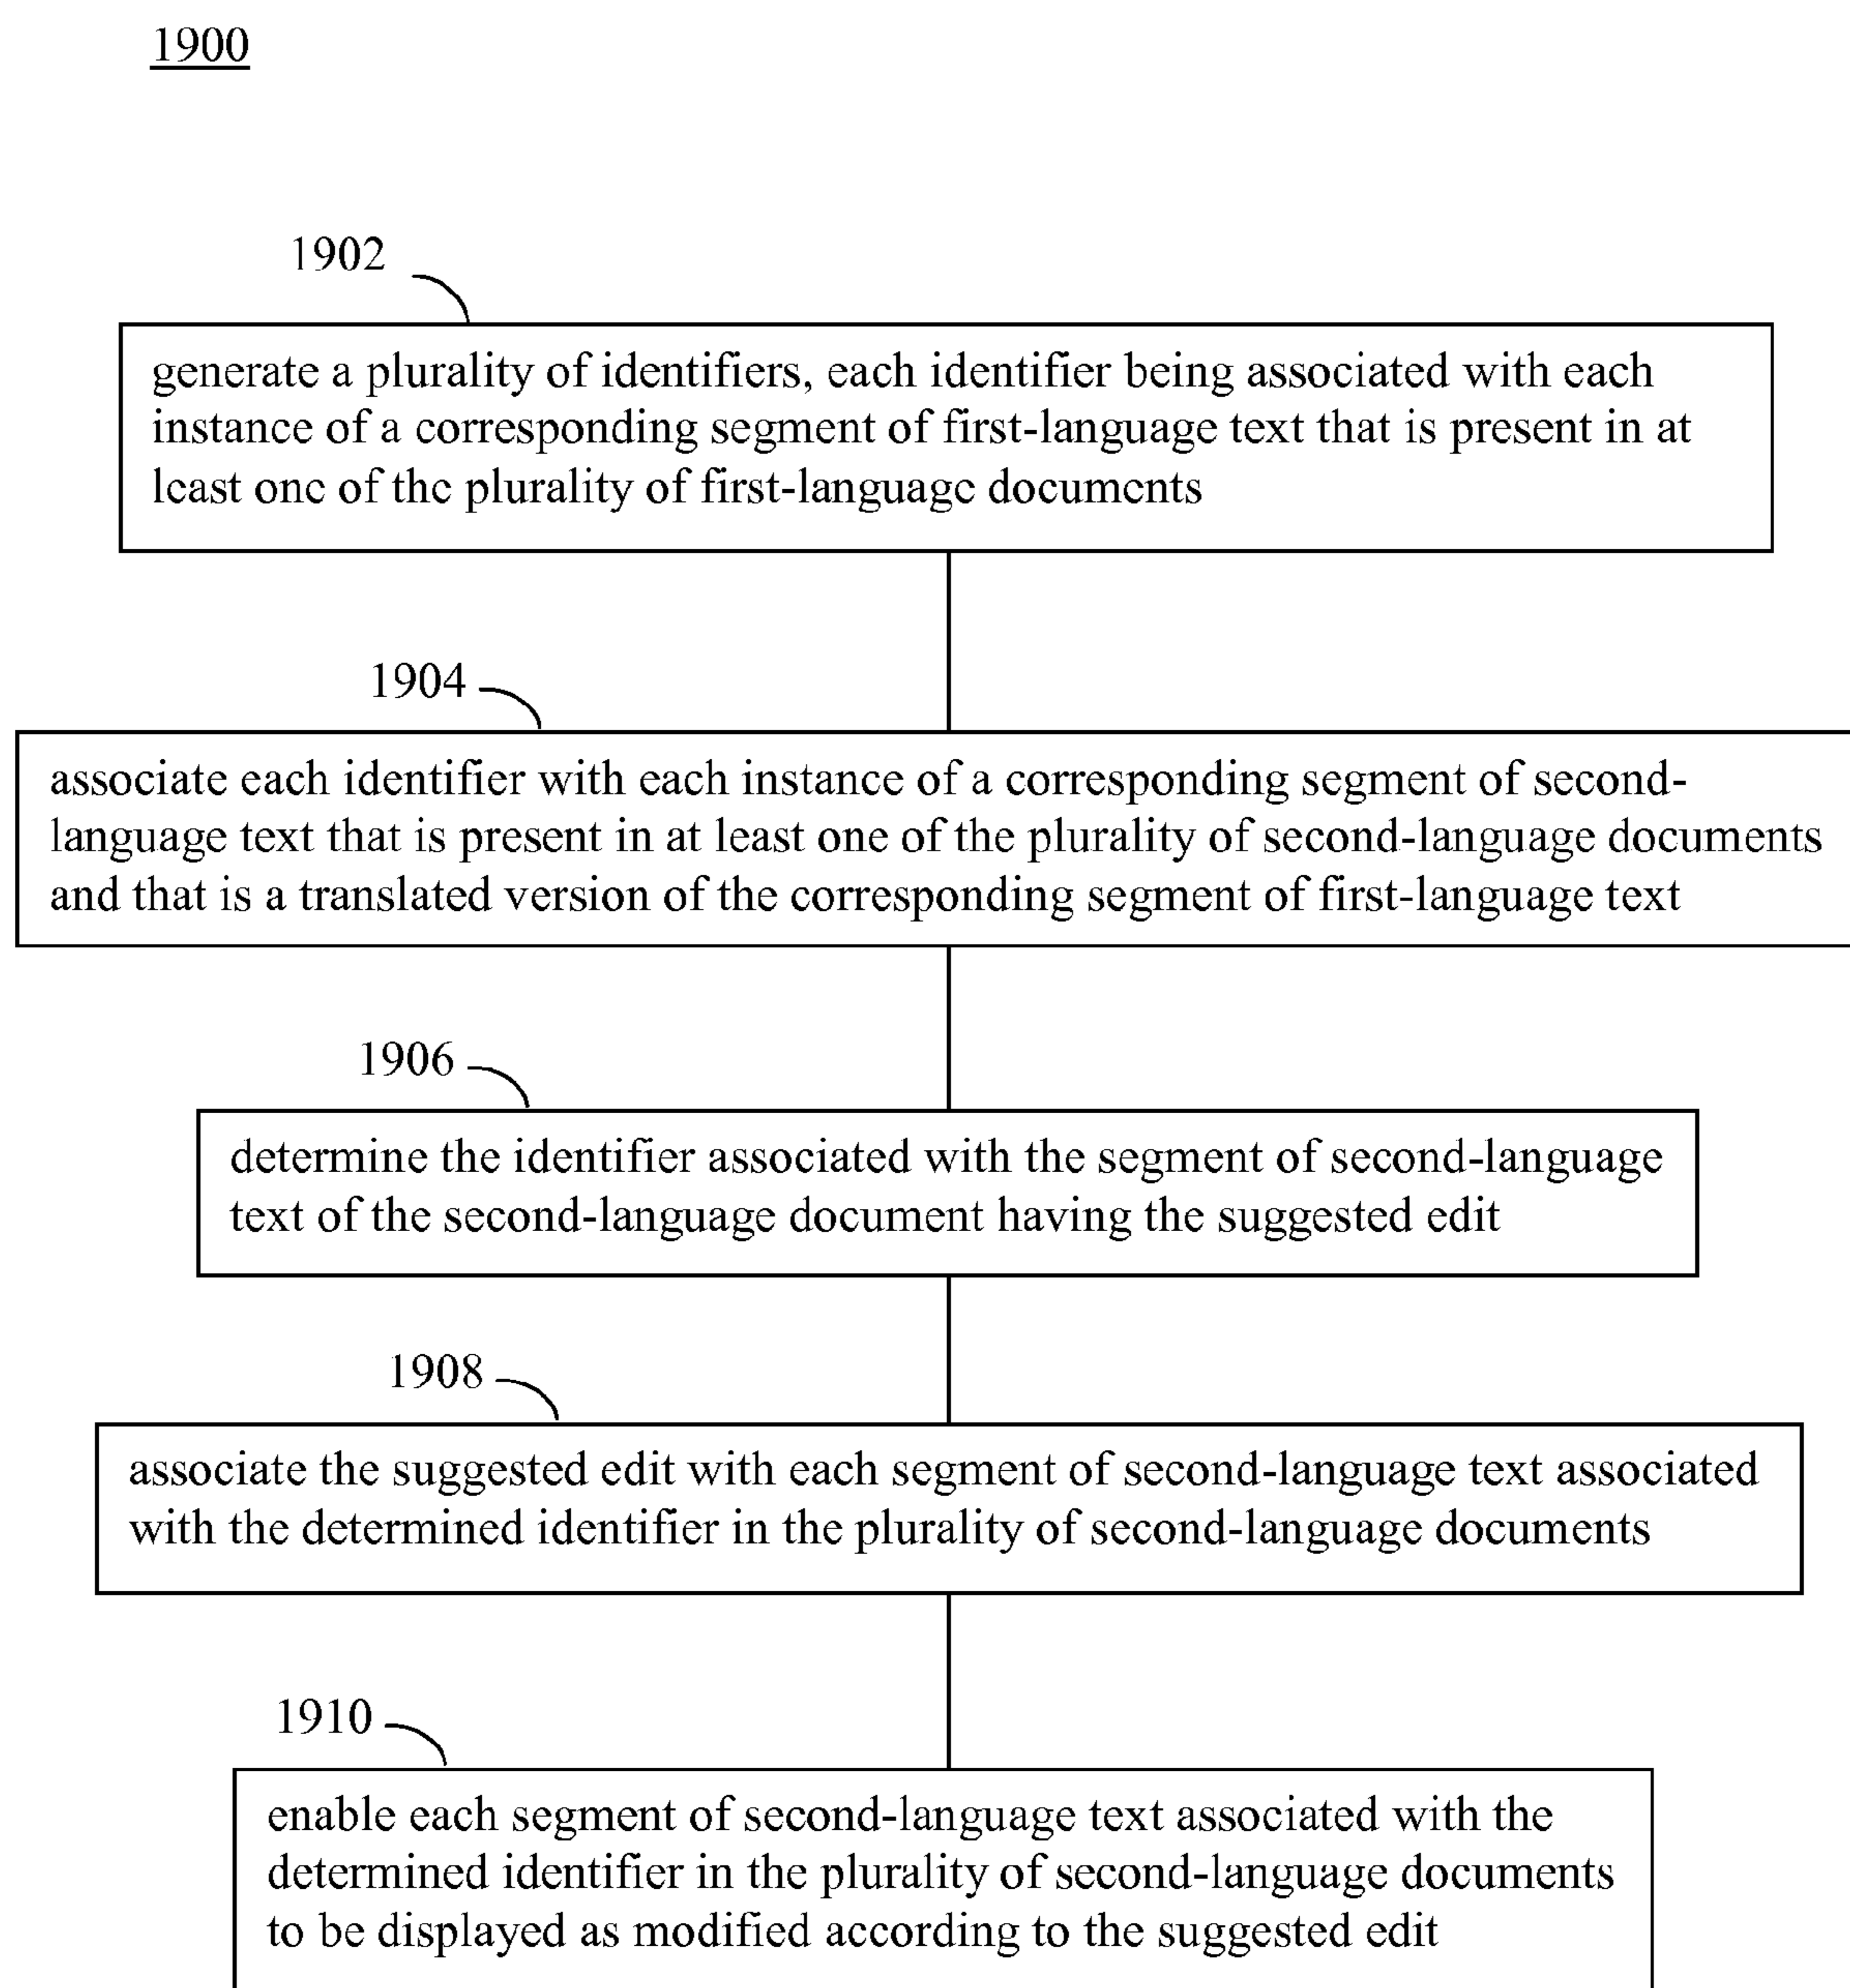 1900
1902
generate a plurality of identifiers, each identifier being associated with each
instance of a corresponding segment of first-language text that is present in at
least one of the plurality of first-language documents
1904
associate each identifier with each instance of a corresponding segment of second-
language text that is present in at least one of the plurality of second-language documents
and that is a translated version of the corresponding segment of first-language text
1906
determine the identifier associated with the segment of second-language
text of the second-language document having the suggested edit
1908
associate the suggested edit with each segment of second-language text associated
with the determined identifier in the plurality of second-language documents
1910
enable each segment of second-language text associated with the
determined identifier in the plurality of second-language documents
to be displayed as modified according to the suggested edit